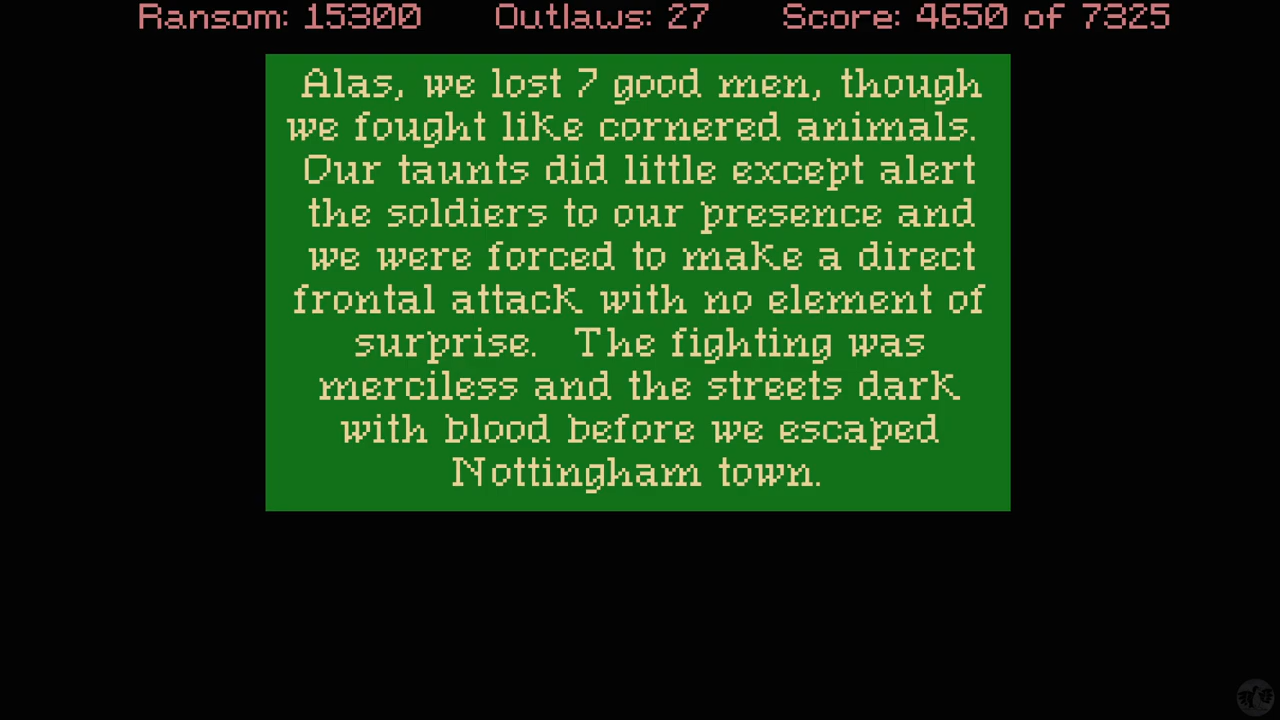 Ransom: 15300 Outlaws: 27 Score: 4650 of 7325
Alas, we lost 7 good men, though
we fought like cornered animals.
Our taunts did little except alert
the soldiers to our presence and
we were forced to make a direct
frontal attack with no element of
surprise. The fighting was
merciless and the streets dark
with blood before we escaped
Nottingham town.